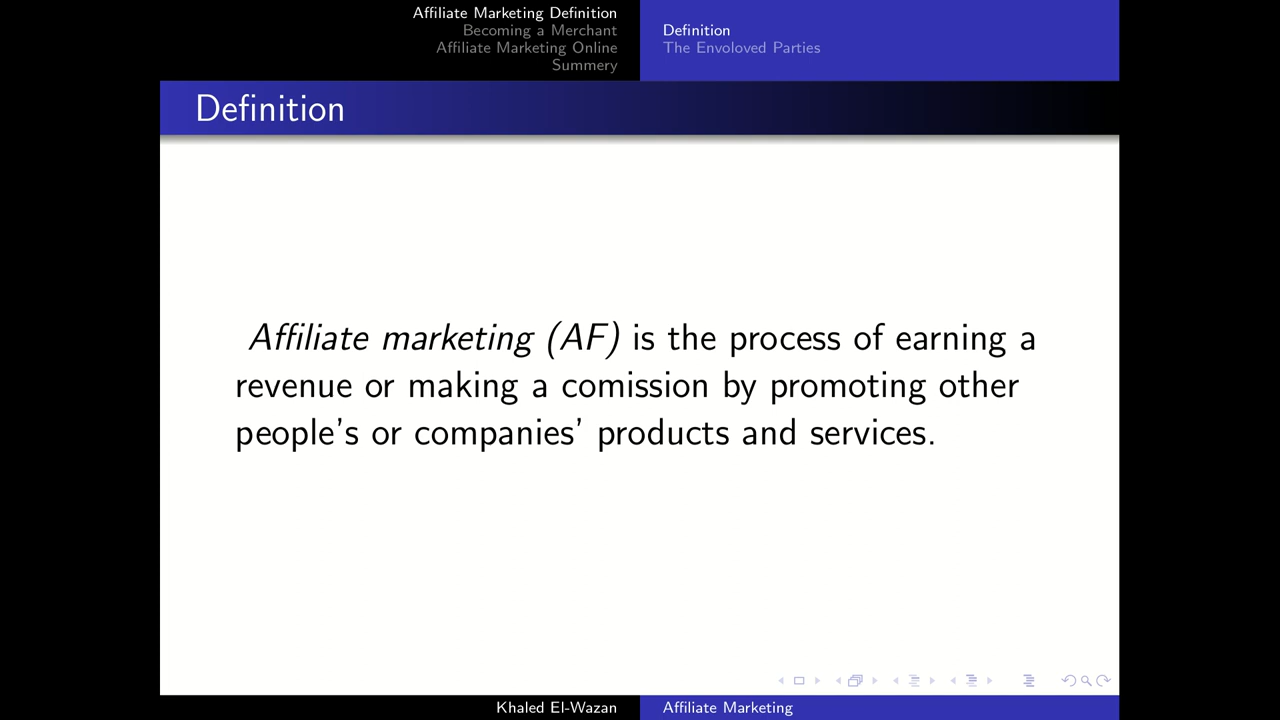 Affiliate Marketing Definition
Becoming a Merchant
Affiliate Marketing Online
Summery
Definition
The Envoloved Parties
Definition
Affiliate marketing (AF) is the process of earning a
revenue or making a comission by promoting other
people's or companies' products and services.
Khaled El-Wazan
Affiliate Marketing